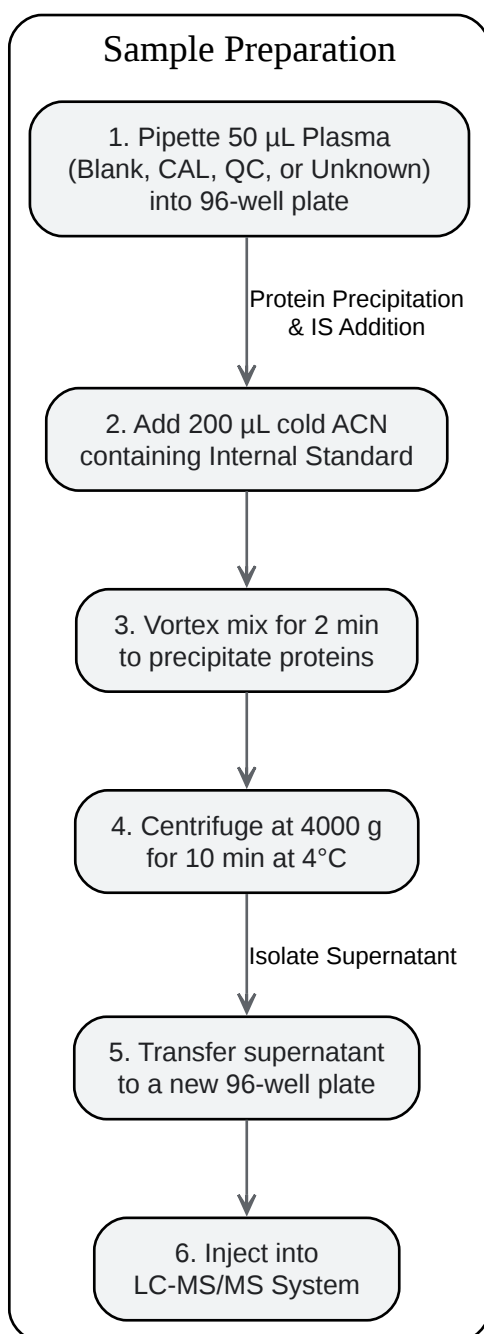 Sample Preparation
1. Pipette 50 µL Plasma
(Blank, CAL, QC, or Unknown)
into 96-well plate
Protein Precipitation
& IS Addition
2. Add 200 µL cold ACN
containing Internal Standard
3. Vortex mix for 2 min
to precipitate proteins
4. Centrifuge at 4000 g
for 10 min at 4°C
Isolate Supernatant
5. Transfer supernatant
to a new 96-well plate
6. Inject into
LC-MS/MS System